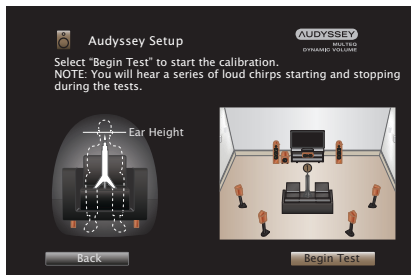 Audyssey Setup
AUDYSSEY
MULTEQ
DYNAMIC VOLUME
Select “Begin Test” to start the calibration.
NOTE: You will hear a series of loud chirps starting and stopping
during the tests.
Ear Height
Back
Begin Test